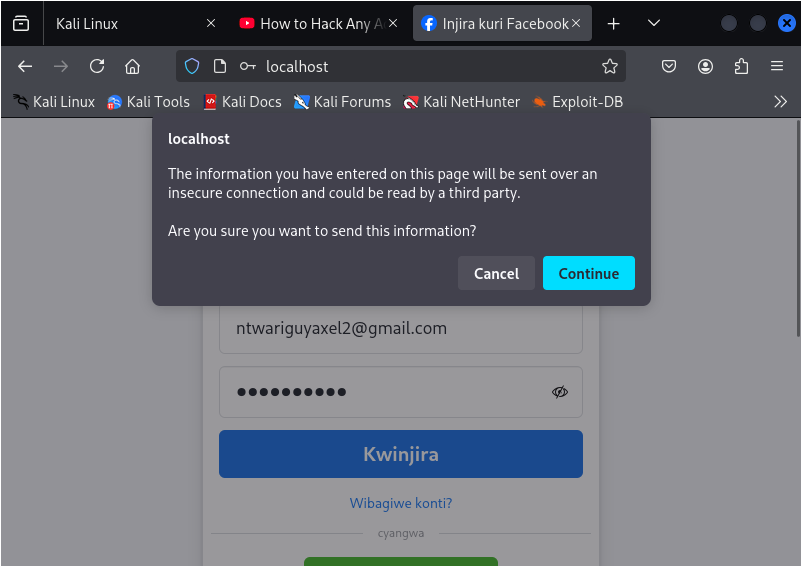 Kali Linux
How to Hack Any A
Injira kuri Facebook
localhost
Kali Linux
Kali Tools
Kali Docs
Kali Forums
Kali NetHunter
Exploit-DB
localhost
The information you have entered on this page will be sent over an
insecure connection and could be read by a third party.
Are you sure you want to send this information?
Cancel
Continue
ntwariguyaxel2@gmail.com
Kwinjira
Wibagiwe konti?
cyangwa